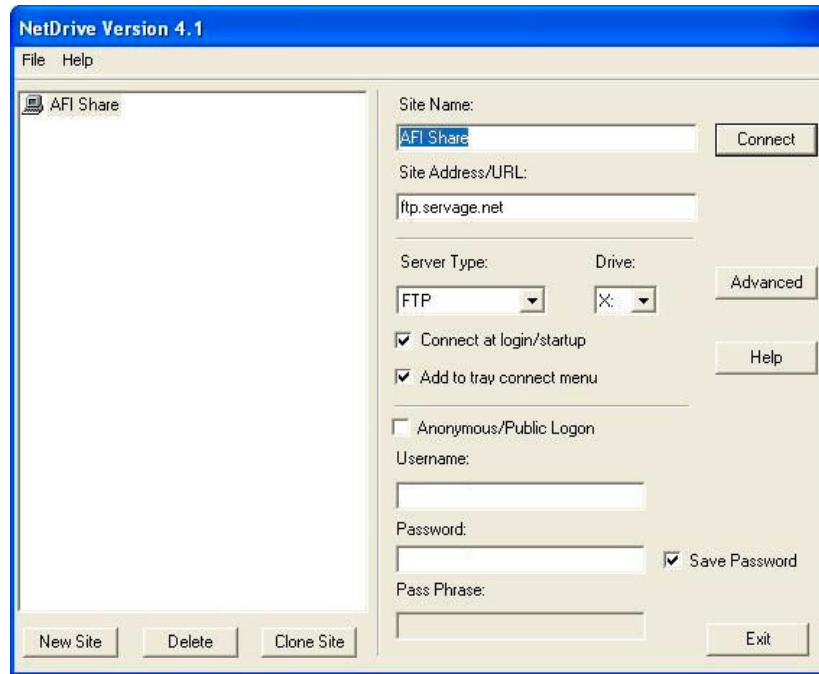 NetDrive Version 4.1
File Help
AFI Share
Site Name:
AFI Share
Connect
Site Address/URL:
ftp.servage.net
Server Type:
Drive:
FTP
X:
Advanced
Connect at login/startup
Help
Add to tray connect menu
Anonymous/Public Logon
Username:
Password:
Save Password
Pass Phrase:
New Site
Delete
Clone Site
Exit